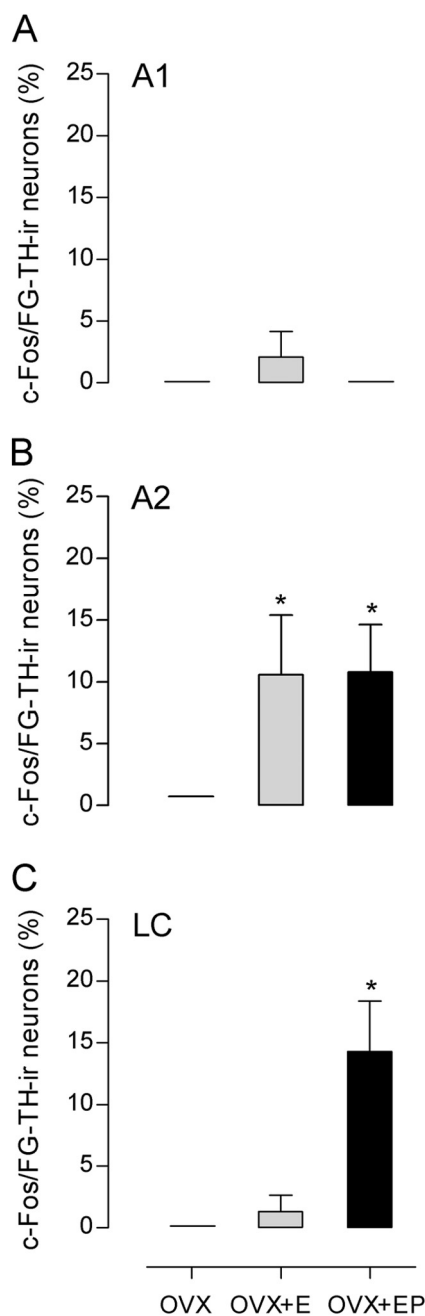 A
A1
c-Fos/FG-TH-ir neurons (%)
25
20
15
10
5
0
B
A2
c-Fos/FG-TH-ir neurons (%)
25
20
15
10
5
0
*
*
C
LC
c-Fos/FG-TH-ir neurons (%)
25
20
15
10
5
0
*
OVX OVX+E OVX+EP